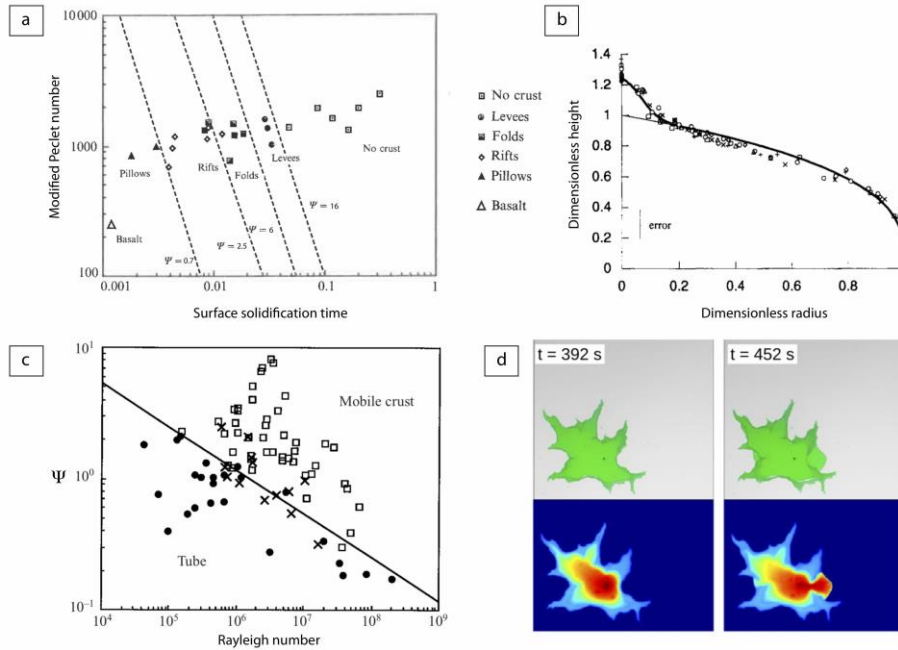 a
Modified Peclet number
10 000
1000
100
0.001
0.01
0.1
1
Surface solidification time
Pillows
Rifts
Folds
Levees
No crust
Basalt
Ψ = 0.7
Ψ = 2.5
Ψ = 6
Ψ = 16
No crust
Levees
Folds
Rifts
Pillows
Basalt
b
Dimensionless height
1.4
1.2
1
0.8
0.6
0.4
0.2
0
error
0
0.2
0.4
0.6
0.8
Dimensionless radius
c
Ψ
10¹
10⁰
10⁻¹
Mobile crust
Tube
10⁴
10⁵
10⁶
10⁷
10⁸
10⁹
Rayleigh number
d
t = 392 s
t = 452 s